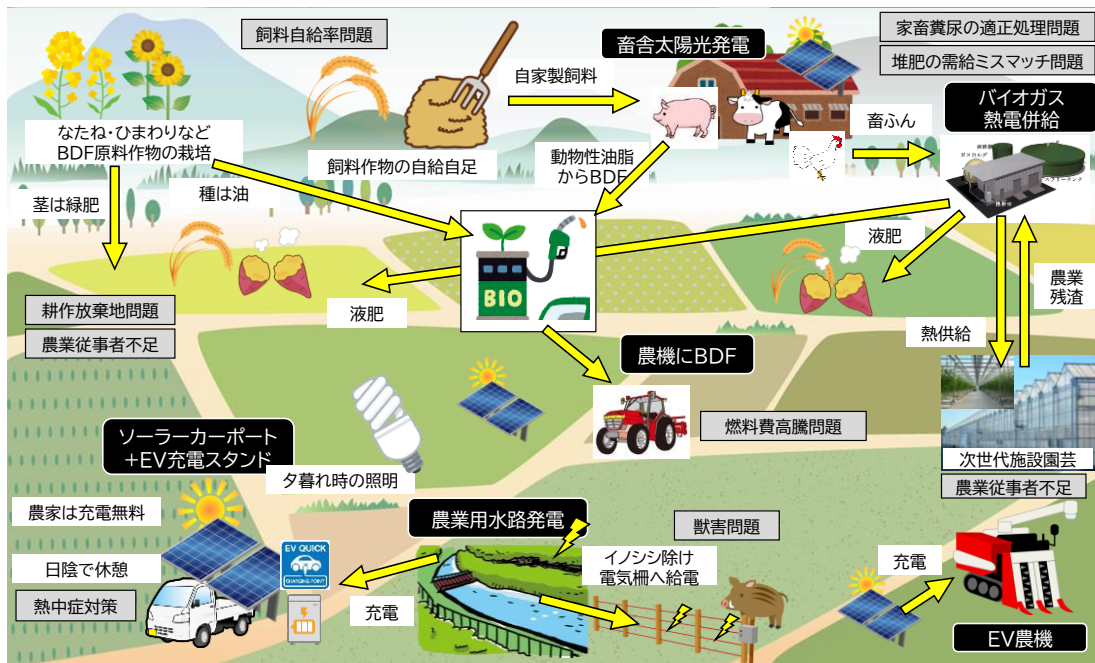 飼料自給率問題
畜舎太陽光発電
家畜糞尿の適正処理問題
堆肥の需給ミスマッチ問題
自家製飼料
バイオガス
熱電併給
畜ふん
なたね・ひまわりなど
BDF原料作物の栽培
飼料作物の自給自足
動物性油脂
からBDF
種は油
茎は緑肥
液肥
農業
残渣
BIO
液肥
熱供給
耕作放棄地問題
農業従事者不足
農機にBDF
燃料費高騰問題
ソーラーカーポート
+EV充電スタンド
夕暮れ時の照明
次世代施設園芸
農業従事者不足
農家は充電無料
農業用水路発電
獣害問題
EV QUICK
CHARGING POINT
イノシシ除け
電気柵へ給電
充電
日陰で休憩
熱中症対策
充電
EV農機